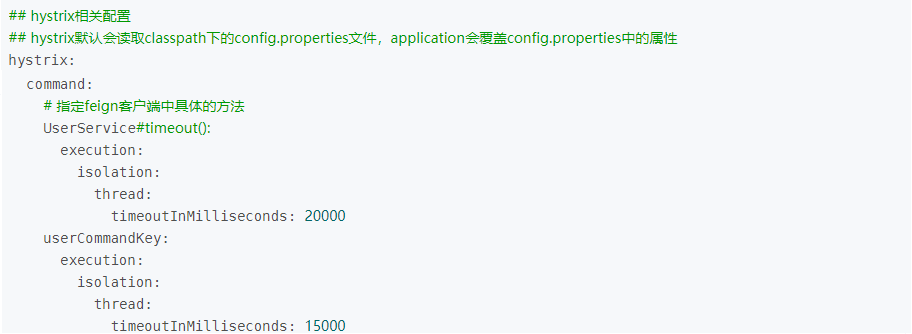 ## hystrix相关配置
## hystrix默认会读取classpath下的config.properties文件，application会覆盖config.properties中的属性
hystrix:
  command:
    # 指定feign客户端中具体的方法
    UserService#timeout():
      execution:
        isolation:
          thread:
            timeoutInMilliseconds: 20000
    userCommandKey:
      execution:
        isolation:
          thread:
            timeoutInMilliseconds: 15000